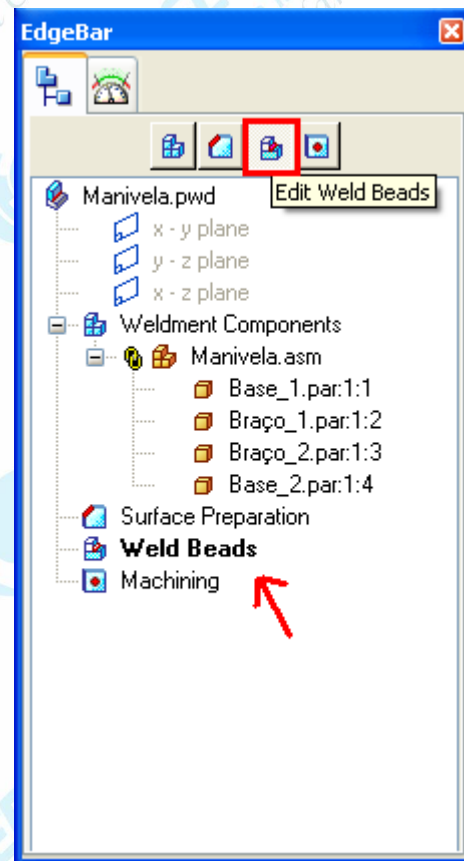 EdgeBar
Edit Weld Beads
Manivela.pwd
x - y plane
y - z plane
x - z plane
Weldment Components
Manivela.asm
Base_1.par:1:1
Braço_1.par:1:2
Braço_2.par:1:3
Base_2.par:1:4
Surface Preparation
Weld Beads
Machining